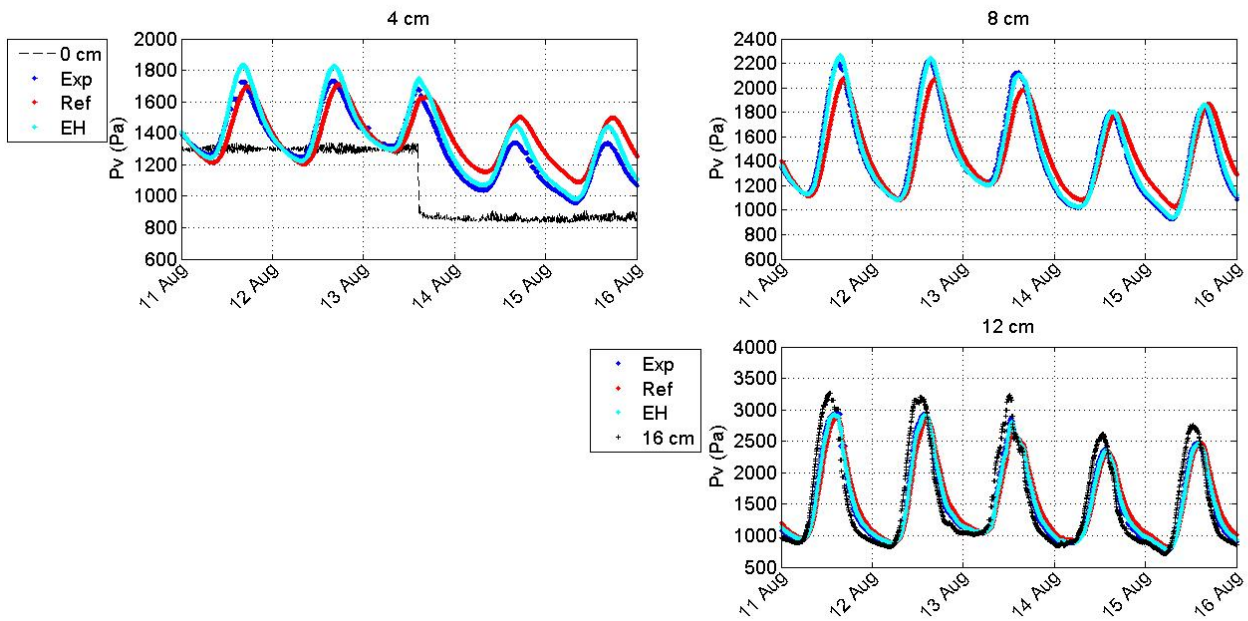 4 cm
0 cm
Exp
Ref
EH
Pv (Pa)
2000
1800
1600
1400
1200
1000
800
600
11 Aug
12 Aug
13 Aug
14 Aug
15 Aug
16 Aug
8 cm
Pv (Pa)
2400
2200
2000
1800
1600
1400
1200
1000
800
600
11 Aug
12 Aug
13 Aug
14 Aug
15 Aug
16 Aug
12 cm
Exp
Ref
EH
16 cm
Pv (Pa)
4000
3500
3000
2500
2000
1500
1000
500
11 Aug
12 Aug
13 Aug
14 Aug
15 Aug
16 Aug